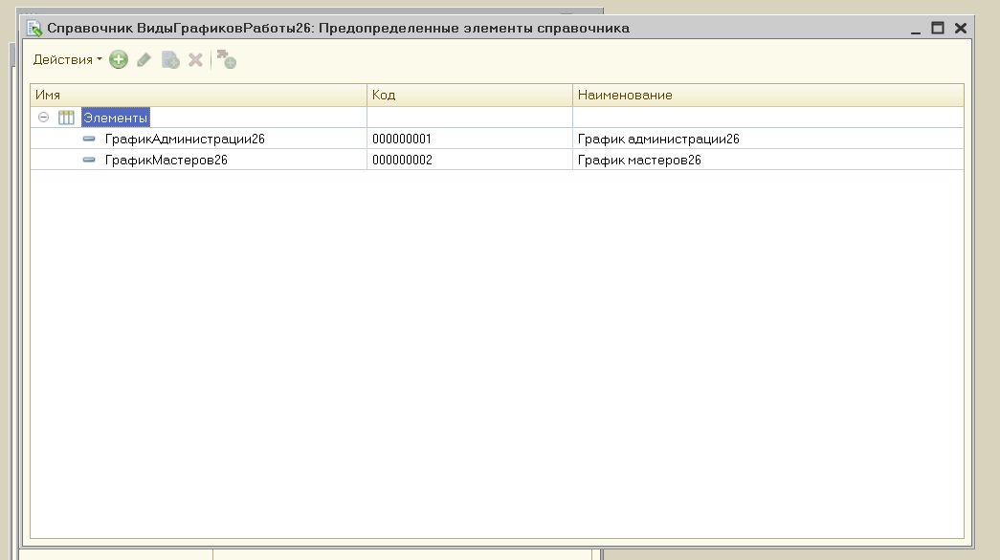 Справочник ВидыГрафиковРаботы26: Предопределенные элементы справочника
Действия
Имя Код Наименование
Элементы
ГрафикАдминистрации26 000000001 График администрации26
ГрафикМастеров26 000000002 График мастеров26